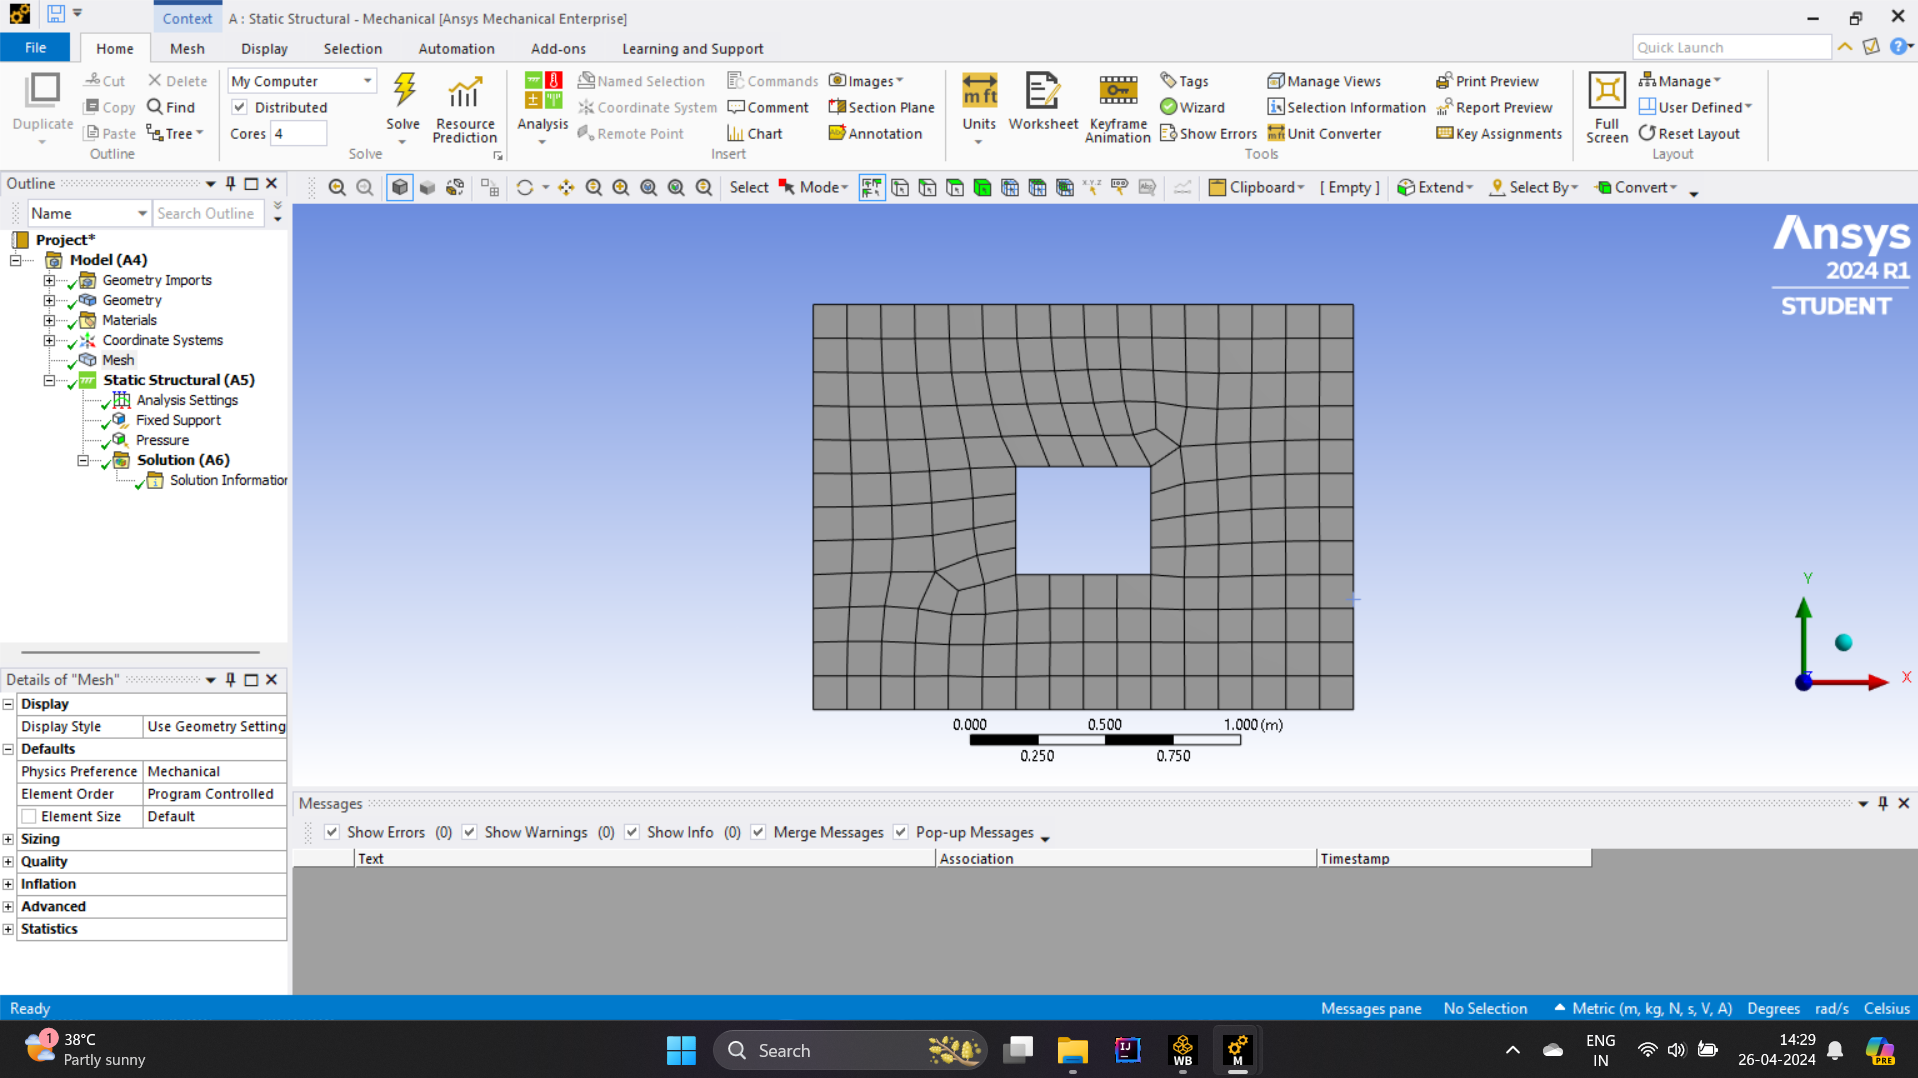 Context
A : Static Structural - Mechanical [Ansys Mechanical Enterprise]
File
Home
Mesh
Display
Selection
Automation
Add-ons
Learning and Support
Quick Launch
Duplicate
Cut
Copy
Paste
Delete
Find
Tree
Outline
My Computer
Distributed
Cores 4
Solve
Resource Prediction
Solve
Analysis
Named Selection
Coordinate System
Remote Point
Commands
Comment
Chart
Images
Section Plane
Annotation
Insert
Units
Worksheet
Keyframe Animation
Tags
Wizard
Show Errors
Manage Views
Selection Information
Unit Converter
Print Preview
Report Preview
Key Assignments
Tools
Full Screen
Manage
User Defined
Reset Layout
Layout
Outline
Name
Search Outline
Select
Mode
Clipboard
[ Empty ]
Extend
Select By
Convert
Project*
Model (A4)
Geometry Imports
Geometry
Materials
Coordinate Systems
Mesh
Static Structural (A5)
Analysis Settings
Fixed Support
Pressure
Solution (A6)
Solution Information
Ansys
2024 R1
STUDENT
Y
X
Z
0.000
0.500
1.000 (m)
0.250
0.750
Details of "Mesh"
Display
Display Style Use Geometry Setting
Defaults
Physics Preference Mechanical
Element Order Program Controlled
Element Size Default
Sizing
Quality
Inflation
Advanced
Statistics
Messages
Show Errors (0)
Show Warnings (0)
Show Info (0)
Merge Messages
Pop-up Messages
Text
Association
Timestamp
Ready
Messages pane
No Selection
Metric (m, kg, N, s, V, A)
Degrees
rad/s
Celsius
1
38°C
Partly sunny
Search
IJ
WB
M
ENG
IN
14:29
26-04-2024
PRE